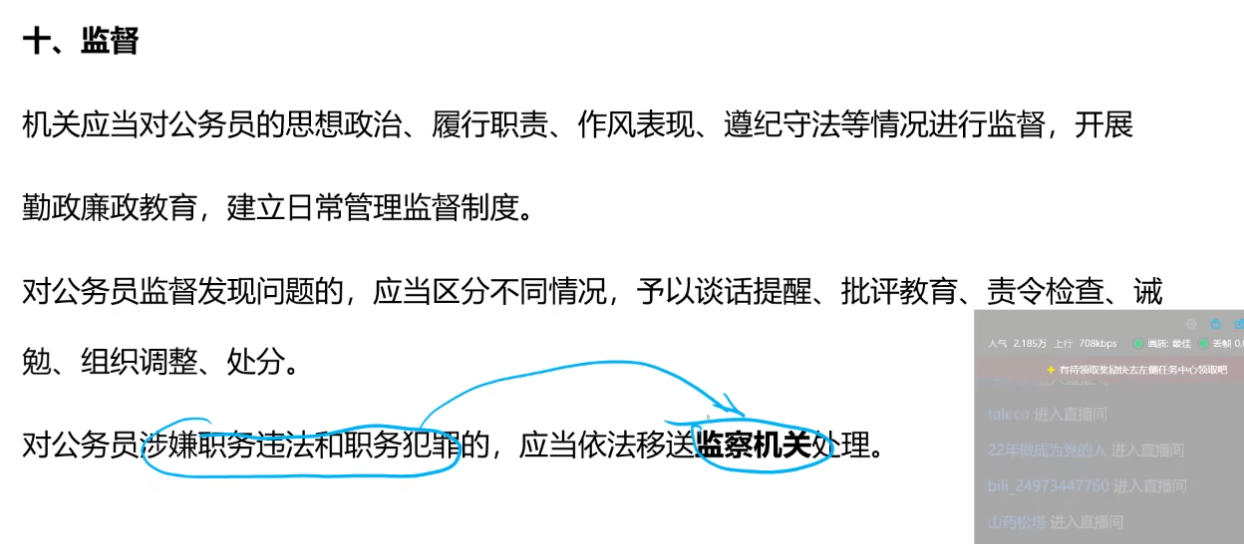 十、监督
机关应当对公务员的思想政治、履行职责、作风表现、遵纪守法等情况进行监督，开展
勤政廉政教育，建立日常管理监督制度。
对公务员监督发现问题的，应当区分不同情况，予以谈话提醒、批评教育、责令检查、诫
勉、组织调整、处分。
对公务员涉嫌职务违法和职务犯罪的，应当依法移送监察机关处理。
人气 2.185万 上行 708kbps 画质: 最佳 丢帧 0.0
有待领取奖励快去左侧任务中心领取吧
进入直播间
taleco 进入直播间
22年做成为党的人 进入直播间
bili_24973447760 进入直播间
山药松塔 进入直播间